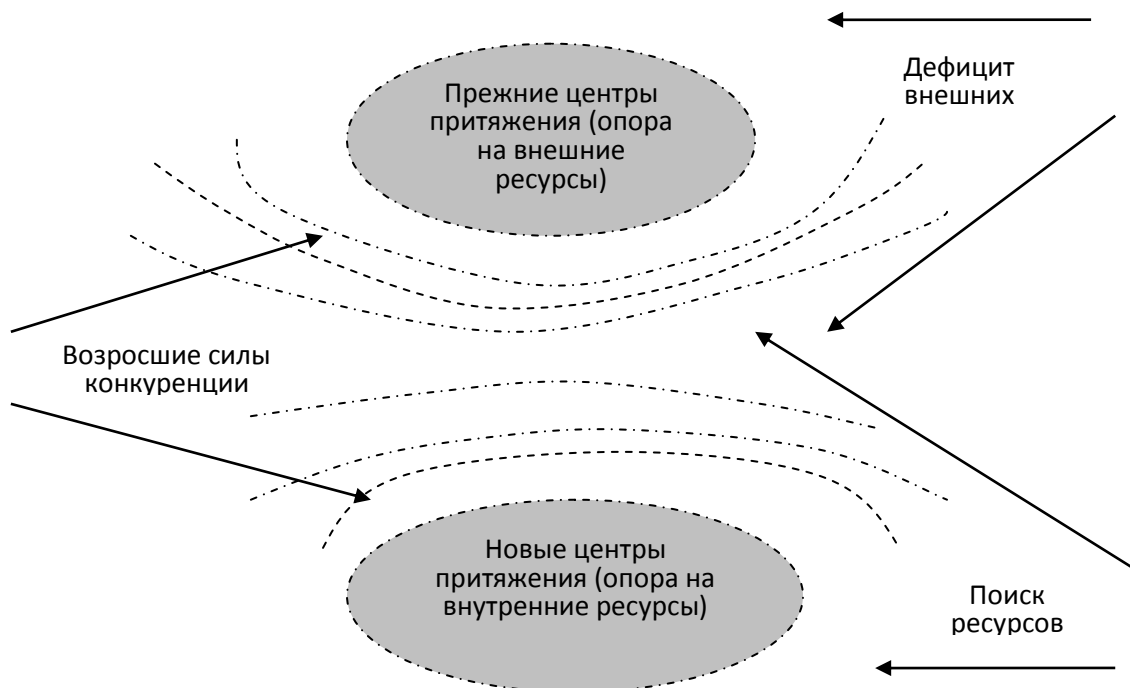 Прежние центры
притяжения (опора
на внешние
ресурсы)
Дефицит
внешних
Возросшие силы
конкуренции
Новые центры
притяжения (опора на
внутренние ресурсы)
Поиск
ресурсов